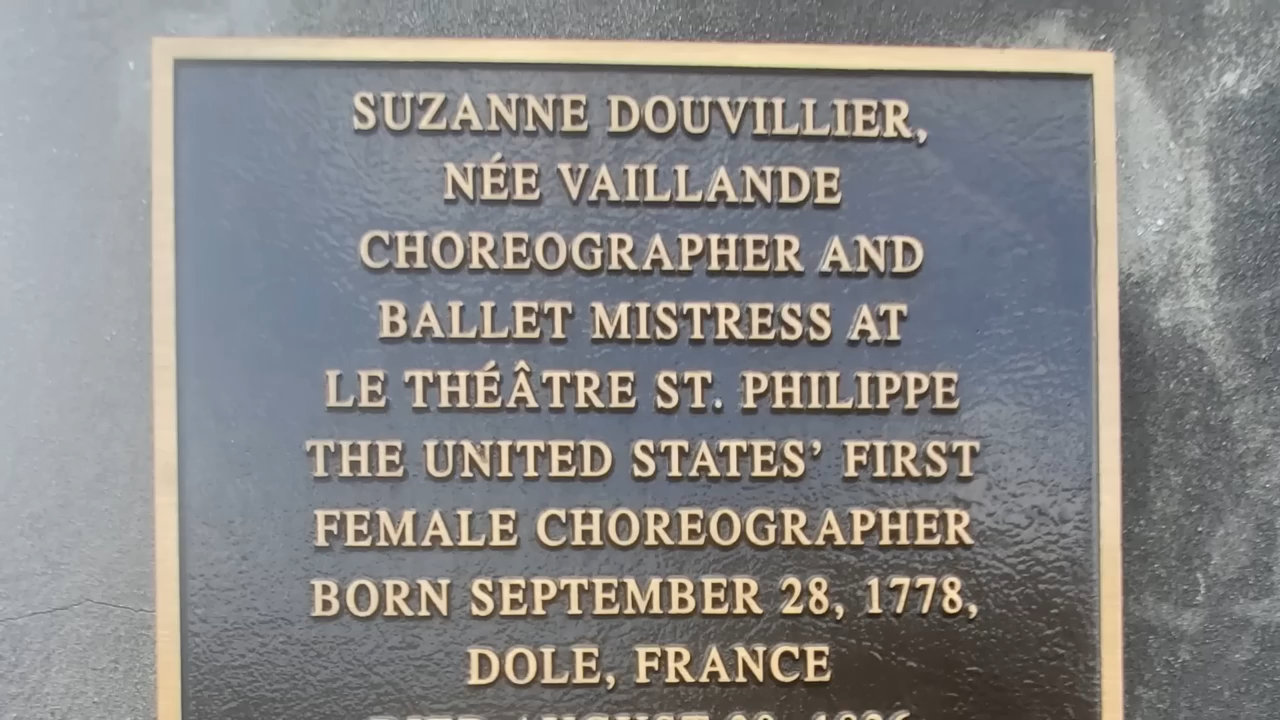 SUZANNE DOUVILLIER,
NÉE VAILLANDE
CHOREOGRAPHER AND
BALLET MISTRESS AT
LE THÉÂTRE ST. PHILIPPE
THE UNITED STATES’ FIRST
FEMALE CHOREOGRAPHER
BORN SEPTEMBER 28, 1778,
DOLE, FRANCE